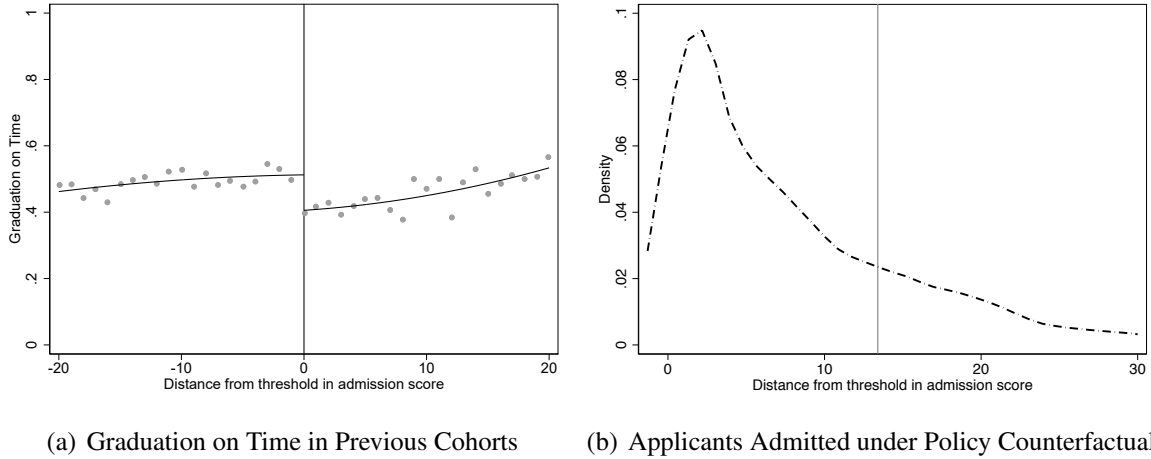 1
.8
.6
.4
.2
0
Graduation on Time
-20 -10 0 10 20
Distance from threshold in admission score
(a) Graduation on Time in Previous Cohorts
.1
.08
.06
.04
.02
0
Density
0 10 20 30
Distance from threshold in admission score
(b) Applicants Admitted under Policy Counterfactual